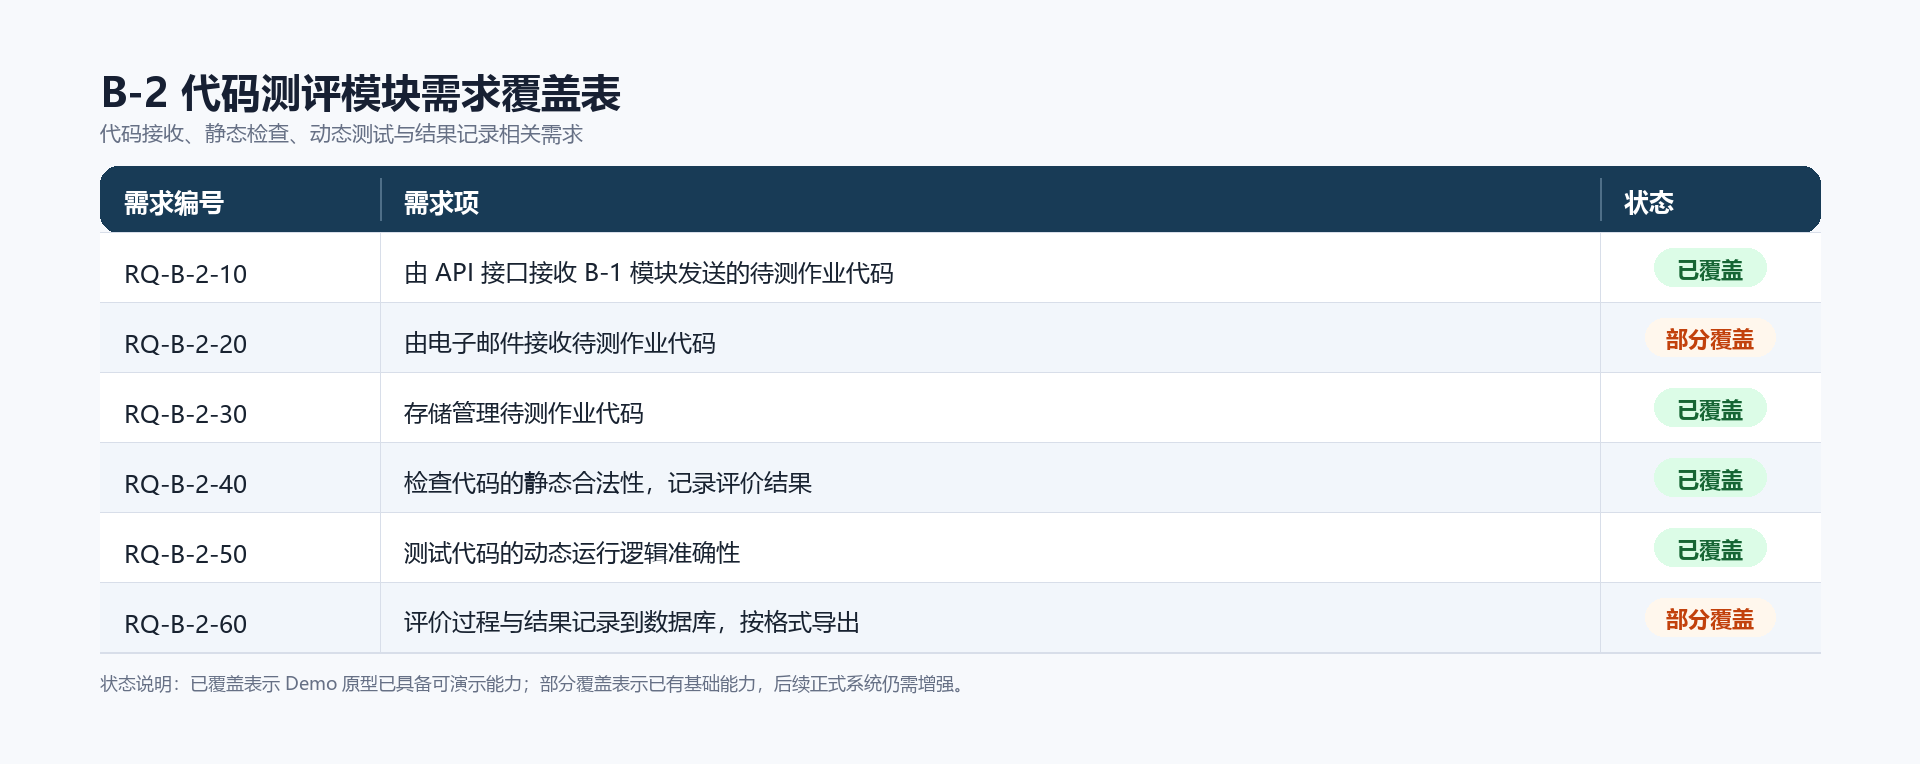 B-2 代码测评模块需求覆盖表
代码接收、静态检查、动态测试与结果记录相关需求
需求编号 需求项 状态
RQ-B-2-10 由 API 接口接收 B-1 模块发送的待测作业代码 已覆盖
RQ-B-2-20 由电子邮件接收待测作业代码 部分覆盖
RQ-B-2-30 存储管理待测作业代码 已覆盖
RQ-B-2-40 检查代码的静态合法性，记录评价结果 已覆盖
RQ-B-2-50 测试代码的动态运行逻辑准确性 已覆盖
RQ-B-2-60 评价过程与结果记录到数据库，按格式导出 部分覆盖
状态说明：已覆盖表示 Demo 原型已具备可演示能力；部分覆盖表示已有基础能力，后续正式系统仍需增强。